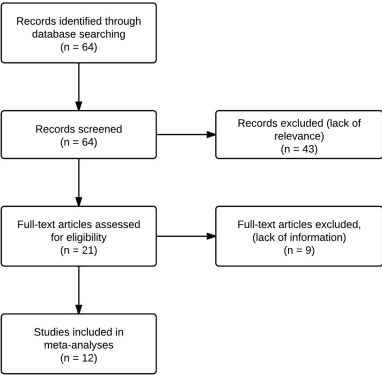 Records identified through
database searching
(n = 64)
Records screened
(n = 64)
Records excluded (lack of
relevance)
(n = 43)
Full-text articles assessed
for eligibility
(n = 21)
Full-text articles excluded,
(lack of information)
(n = 9)
Studies included in
meta-analyses
(n = 12)